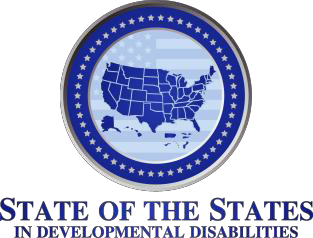 STATE OF THE STATES
IN DEVELOPMENTAL DISABILITIES